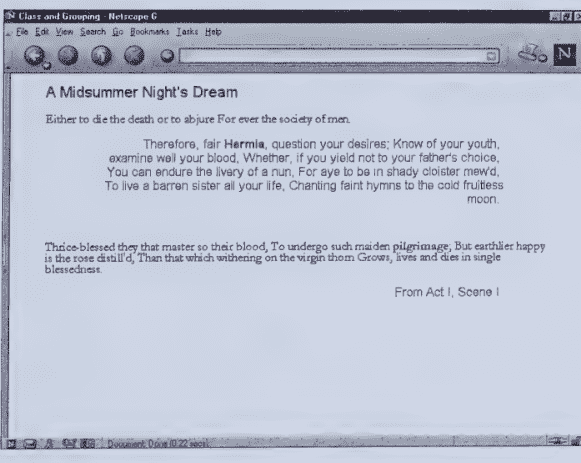 Class and Grouping - Netscape 6
File Edit View Search Go Bookmarks Tasks Help
N
A Midsummer Night's Dream
Either to die the death or to abjure For ever the society of men.
Therefore, fair Hermia, question your desires; Know of your youth,
examine well your blood, Whether, if you yield not to your father's choice,
You can endure the livery of a nun, For aye to be in shady cloister mew'd,
To live a barren sister all your life, Chanting faint hymns to the cold fruitless
moon.
Thrice-blessed they that master so their blood, To undergo such maiden pilgrimage; But earthlier happy
is the rose distill'd, Than that which withering on the virgin thorn Grows, lives and dies in single
blessedness.
From Act I, Scene I
Document: Done (0.22 secs)